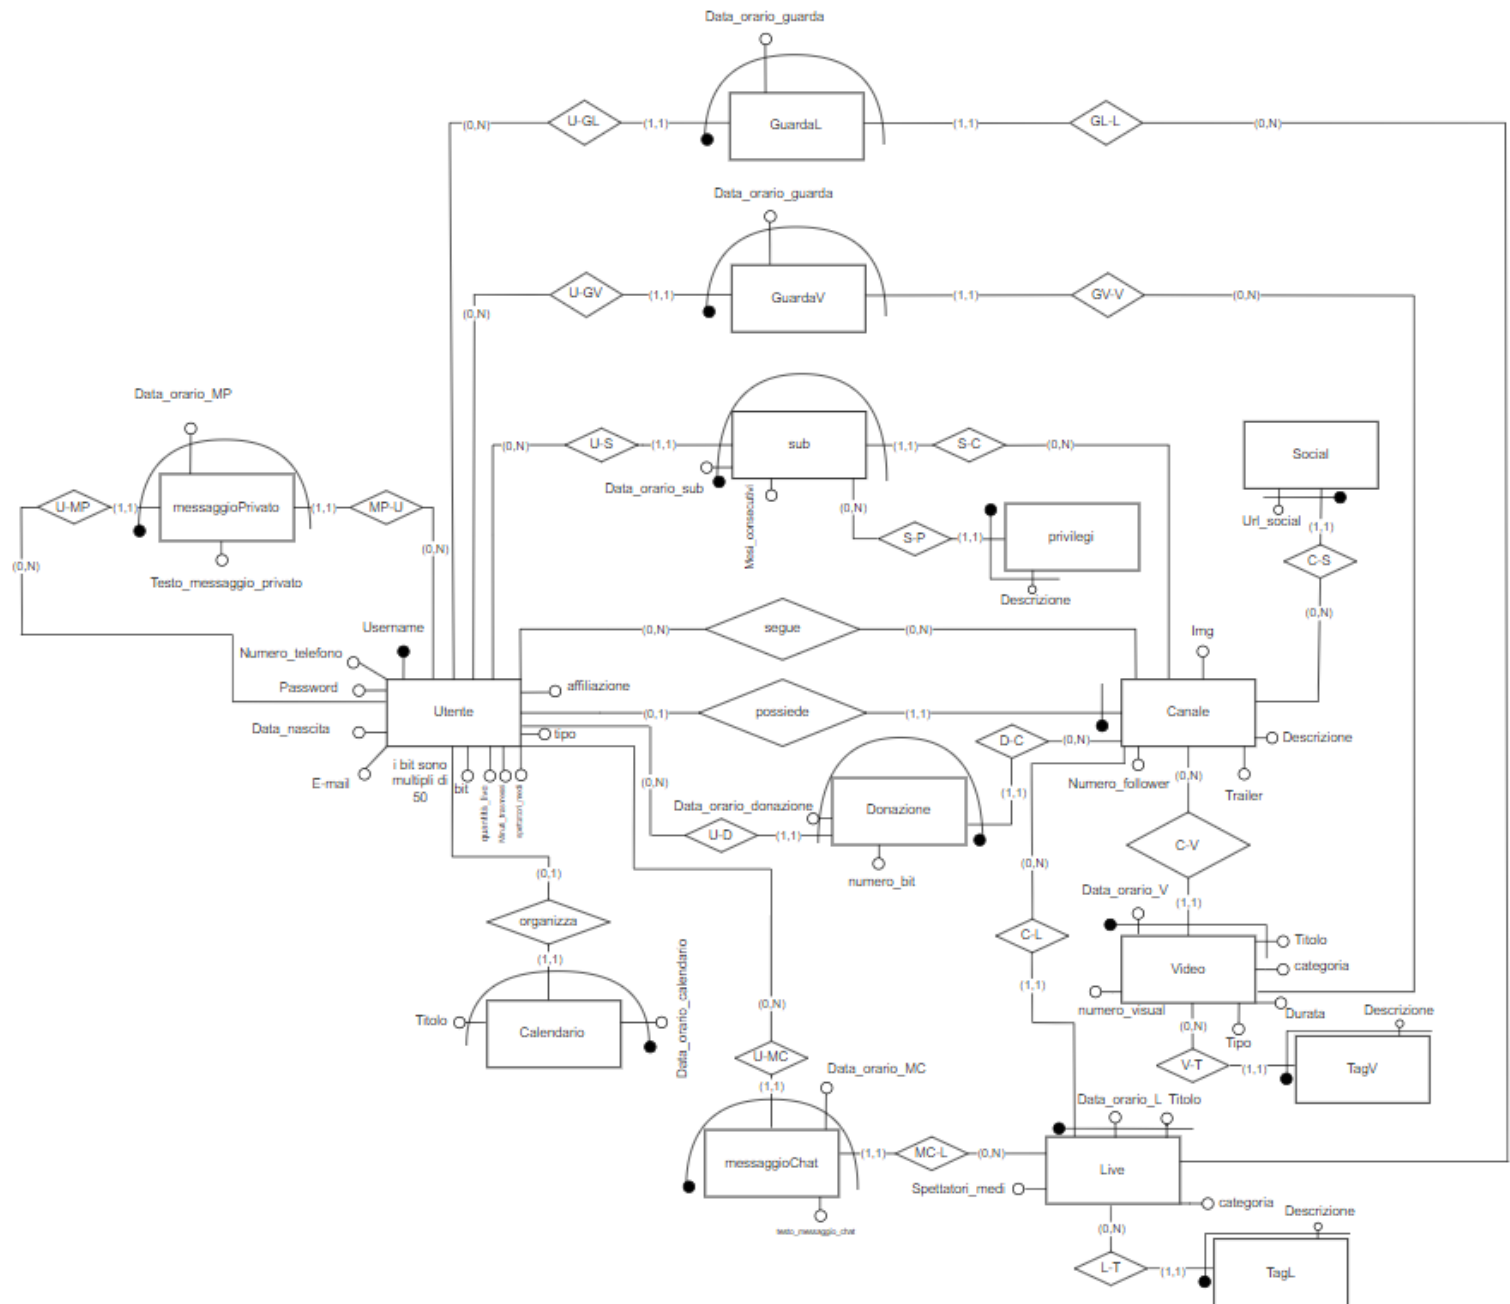 Data_orario_guarda
(0,N)
U-GL
(1,1)
GuardaL
(1,1)
GL-L
(0,N)
Data_orario_guarda
(0,N)
U-GV
(1,1)
GuardaV
(1,1)
GV-V
(0,N)
Data_orario_MP
U-MP
(1,1)
messaggioPrivato
(1,1)
MP-U
(0,N)
(0,N)
Testo_messaggio_privato
(0,N)
U-S
(1,1)
sub
(1,1)
S-C
(0,N)
Data_orario_sub
Mesi_consecutivi
(0,N)
S-P
(1,1)
privilegi
Descrizione
Social
Url_social
(1,1)
C-S
(0,N)
Username
Numero_telefono
Password
Data_nascita
E-mail
Utente
affiliazione
tipo
i bit sono
multipli di
50
bit
quantità_live
Minuti_trasmessi
spettatori_medi
(0,N)
segue
(0,N)
(0,1)
possiede
(1,1)
Img
Canale
Descrizione
Numero_follower
Trailer
(0,N)
D-C
(0,N)
(1,1)
Data_orario_donazione
Donazione
U-D
(1,1)
numero_bit
(0,N)
C-V
(1,1)
(0,N)
C-L
(1,1)
(0,1)
organizza
(1,1)
Titolo
Calendario
Data_orario_calendario
Data_orario_V
Video
Titolo
categoria
numero_visual
Durata
Tipo
(0,N)
V-T
(1,1)
Descrizione
TagV
(0,N)
U-MC
(1,1)
Data_orario_MC
messaggioChat
testo_messaggio_chat
(1,1)
MC-L
(0,N)
Data_orario_L
Titolo
Live
Spettatori_medi
categoria
(0,N)
L-T
(1,1)
Descrizione
TagL